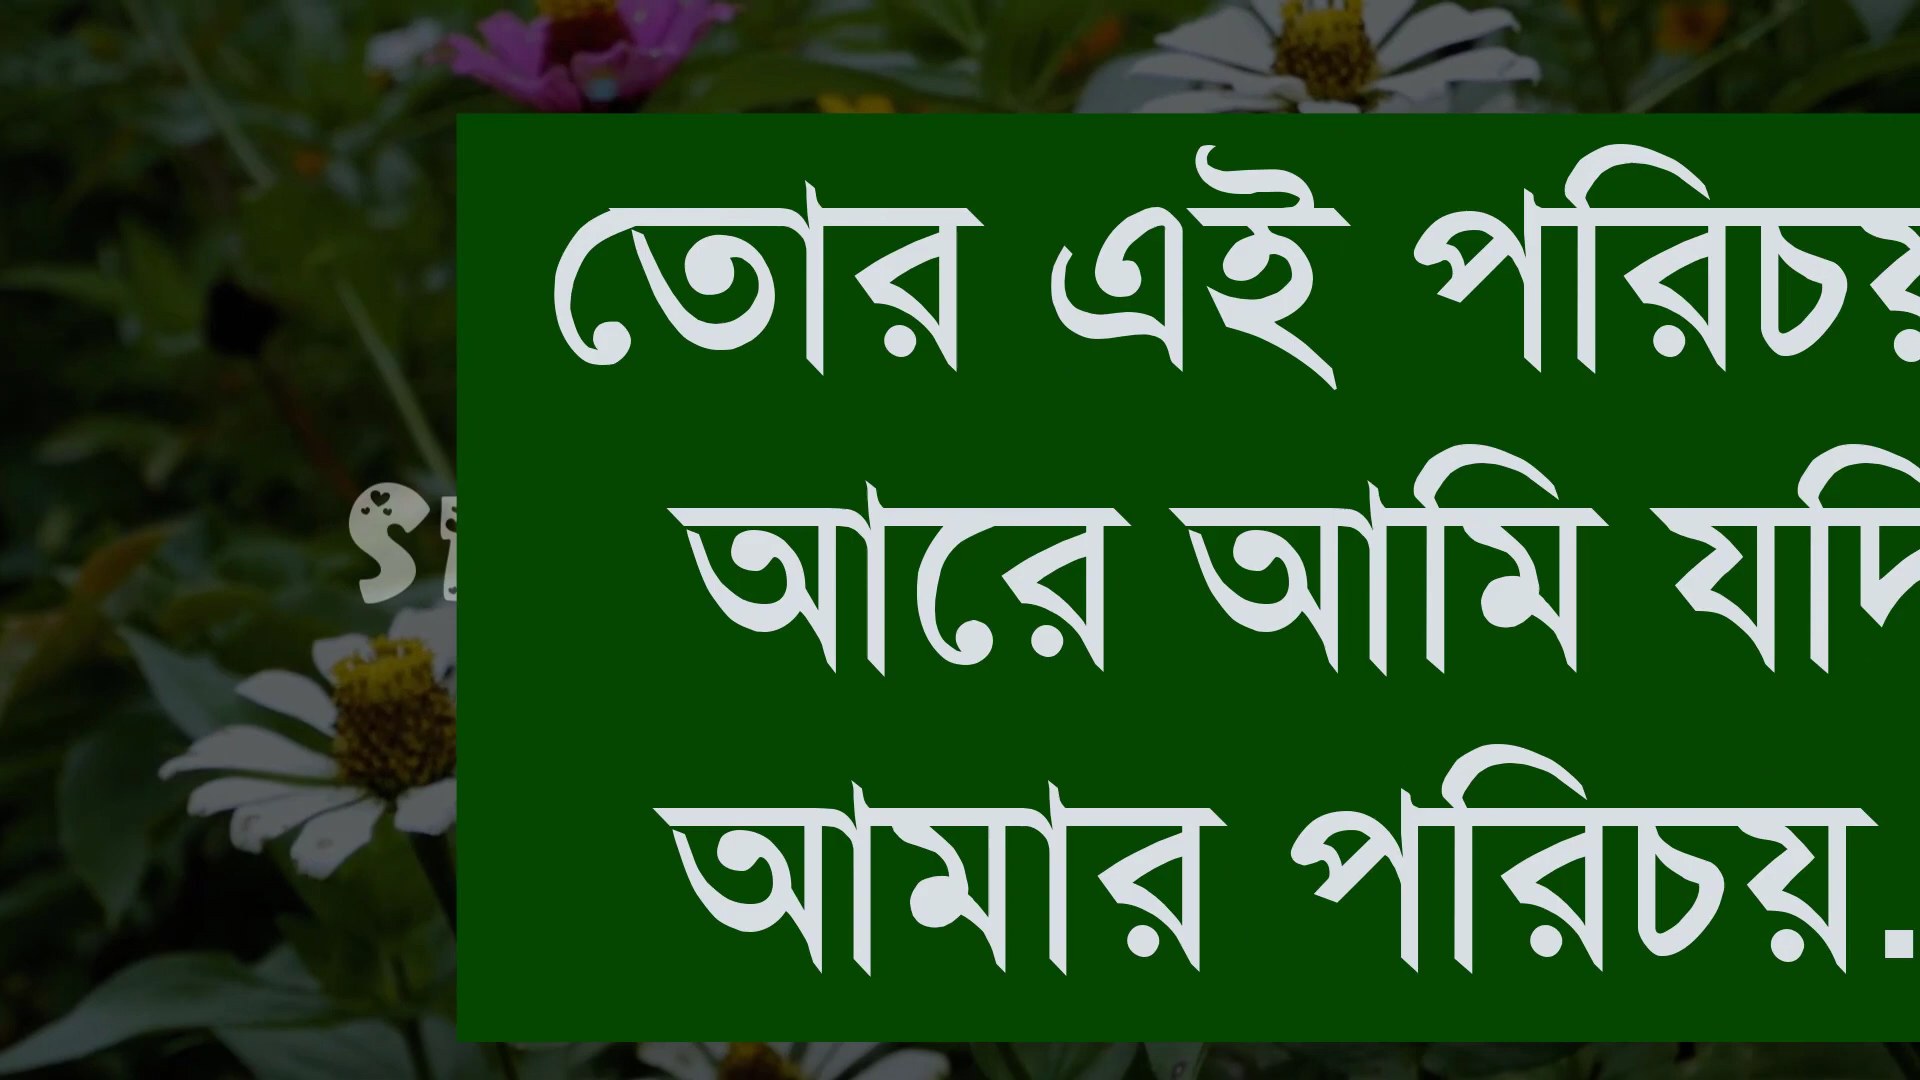 তোর এই পরিচয়
আরে আমি যদি
আমার পরিচয়.